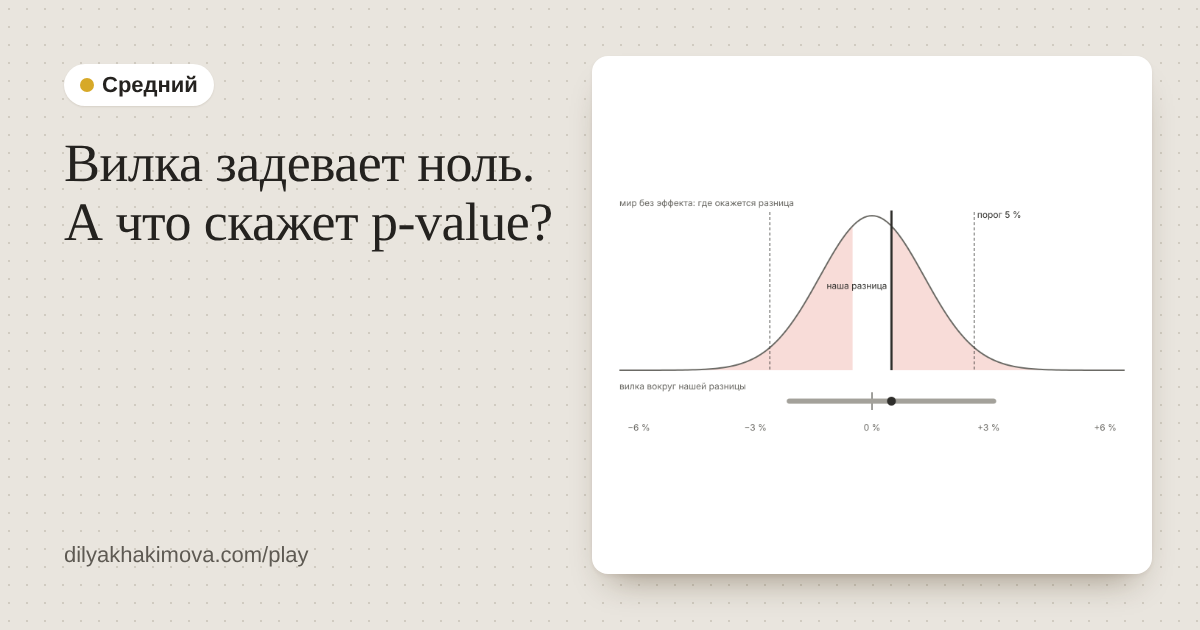 Средний
Вилка задевает ноль.
А что скажет p-value?
мир без эффекта: где окажется разница
порог 5 %
наша разница
вилка вокруг нашей разницы
−6 % −3 % 0 % +3 % +6 %
dilyakhakimova.com/play